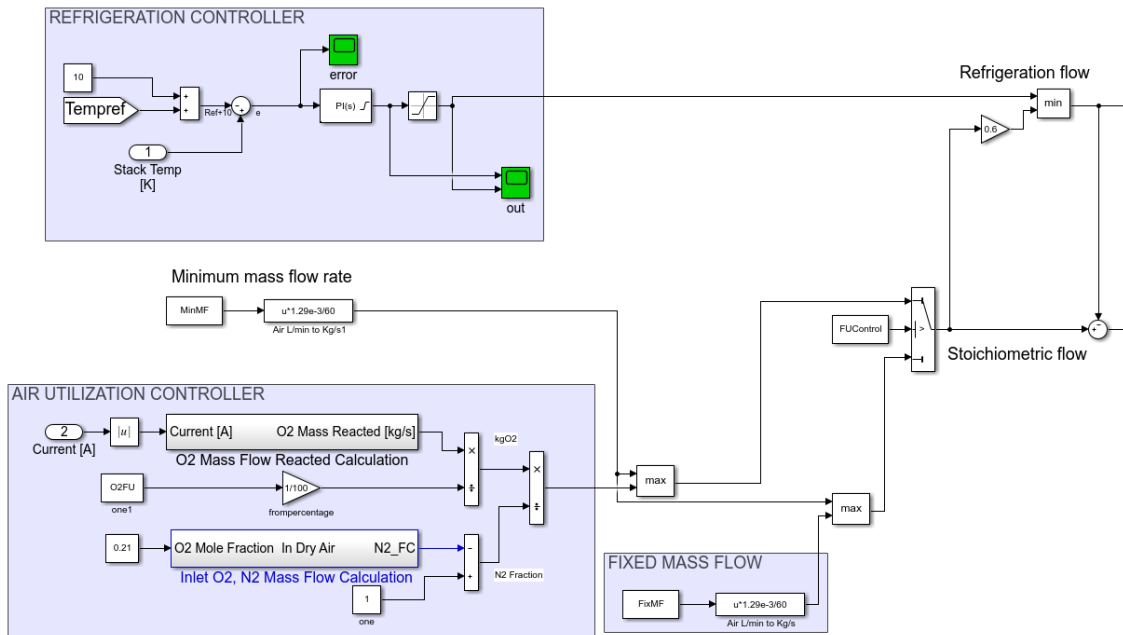 REFRIGERATION CONTROLLER
error
10
Tempref
+
+
Ref+10
+
e
PI(s)
1
Stack Temp
[K]
out
Refrigeration flow
min
0.6
Minimum mass flow rate
MinMF
u*1.29e-3/60
Air L/min to Kg/s1
FUControl
>
+
−
Stoichiometric flow
AIR UTILIZATION CONTROLLER
2
Current [A]
|u|
Current [A]
O2 Mass Reacted [kg/s]
O2 Mass Flow Reacted Calculation
×
÷
kgO2
×
÷
O2FU
one1
1/100
frompercentage
0.21
O2 Mole Fraction In Dry Air
N2_FC
Inlet O2, N2 Mass Flow Calculation
−
+
N2 Fraction
1
one
max
max
FIXED MASS FLOW
FixMF
u*1.29e-3/60
Air L/min to Kg/s